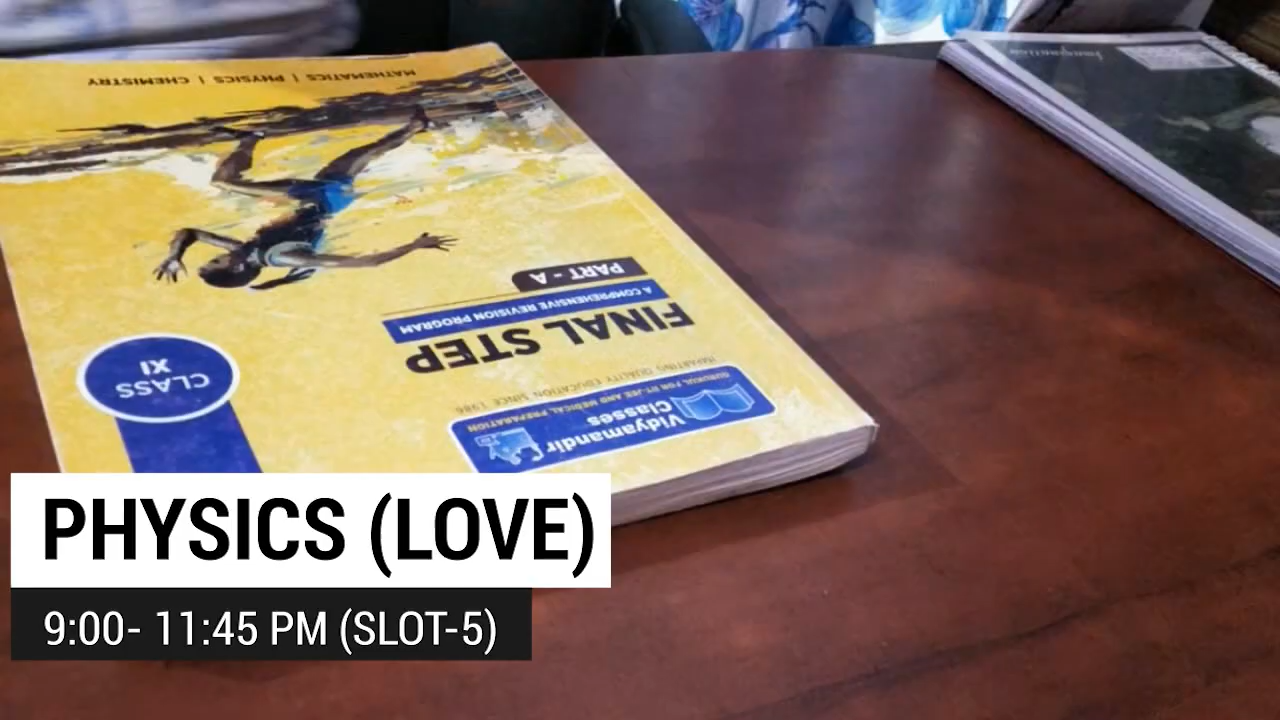 MATHEMATICS | PHYSICS | CHEMISTRY
PART - A
A COMPREHENSIVE REVISION PROGRAM
FINAL STEP
CLASS
XI
IMPARTING QUALITY EDUCATION SINCE 1986
GURUKUL FOR IIT-JEE AND MEDICAL PREPARATION
Vidyamandir
Classes
Imagination
PHYSICS (LOVE)
9:00- 11:45 PM (SLOT-5)